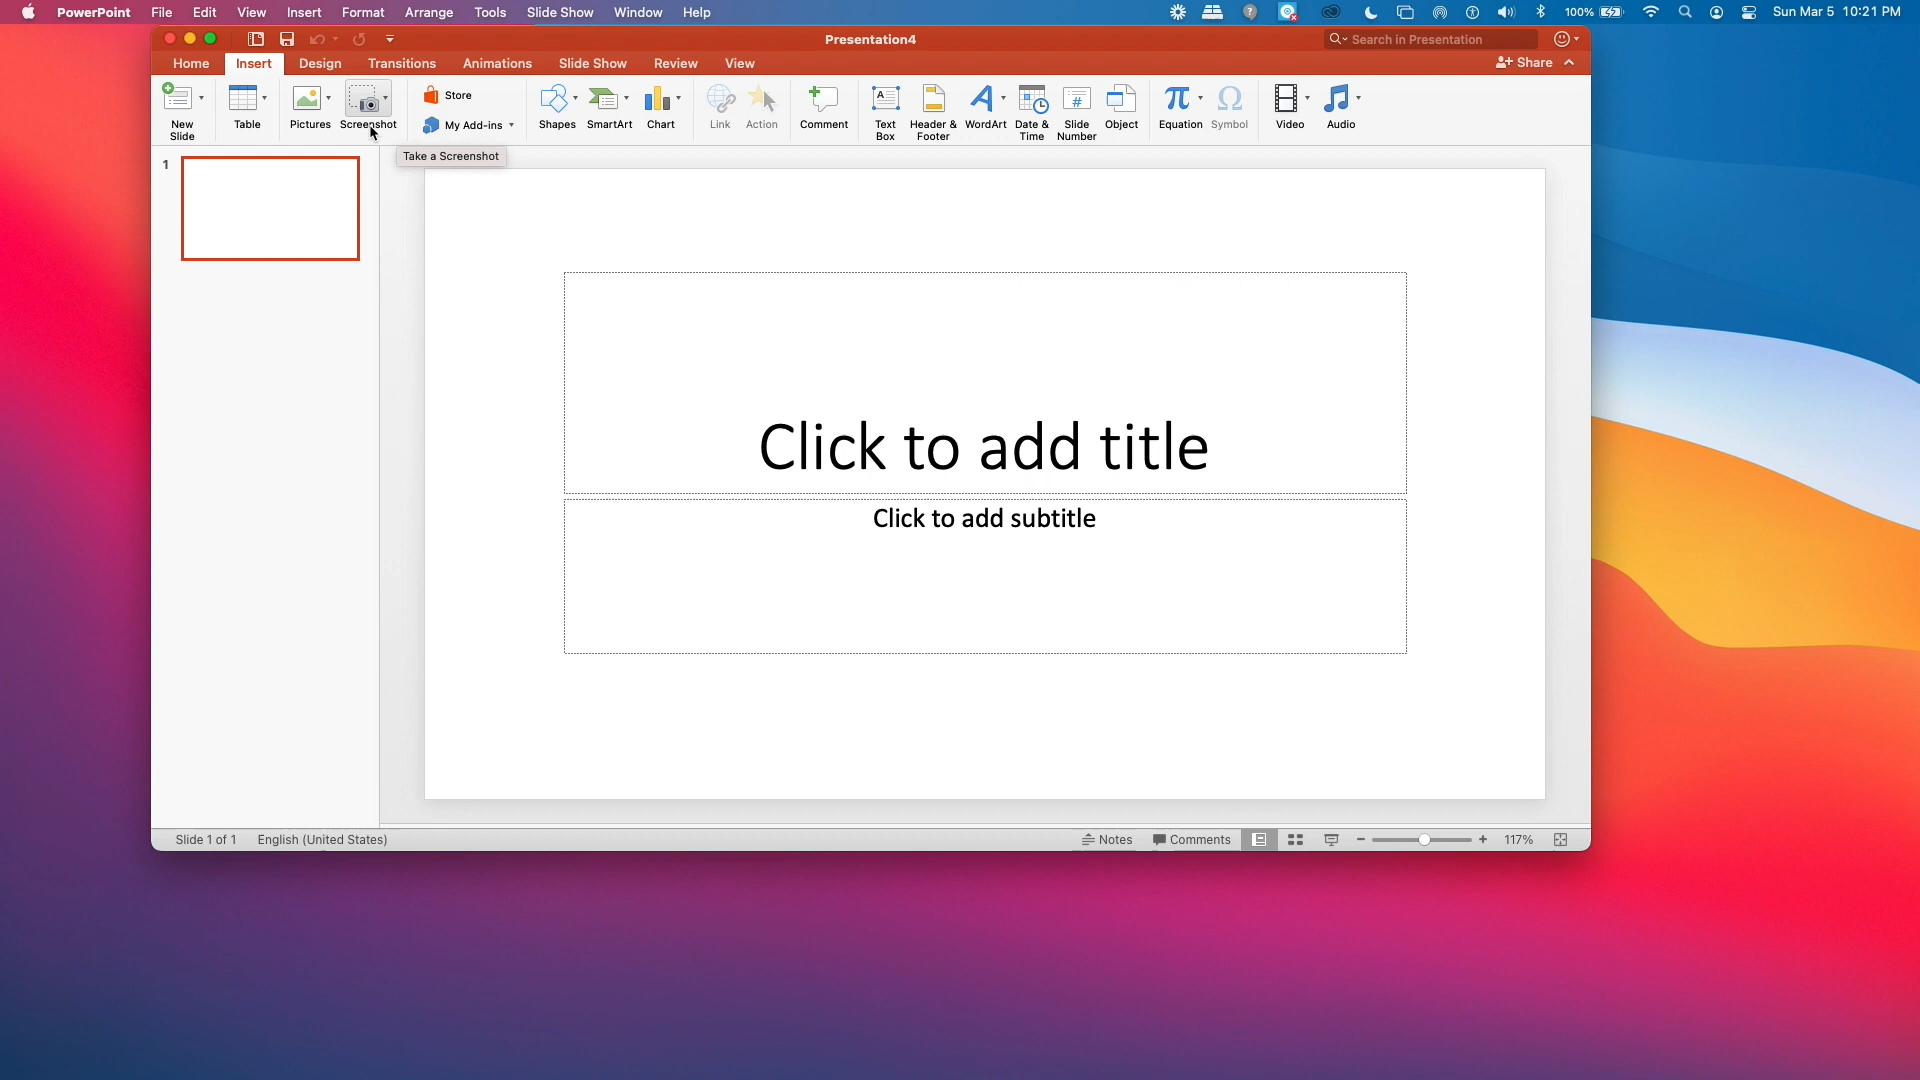 PowerPoint File Edit View Insert Format Arrange Tools Slide Show Window Help 100% Sun Mar 5 10:21 PM
Presentation4
Search in Presentation
Home Insert Design Transitions Animations Slide Show Review View Share
New Slide
Table
Pictures
Screenshot
Store
My Add-ins
Shapes
SmartArt
Chart
Link
Action
Comment
Text Box
Header & Footer
WordArt
Date & Time
Slide Number
Object
Equation
Symbol
Video
Audio
Take a Screenshot
1
Click to add title
Click to add subtitle
Slide 1 of 1 English (United States) Notes Comments 117%